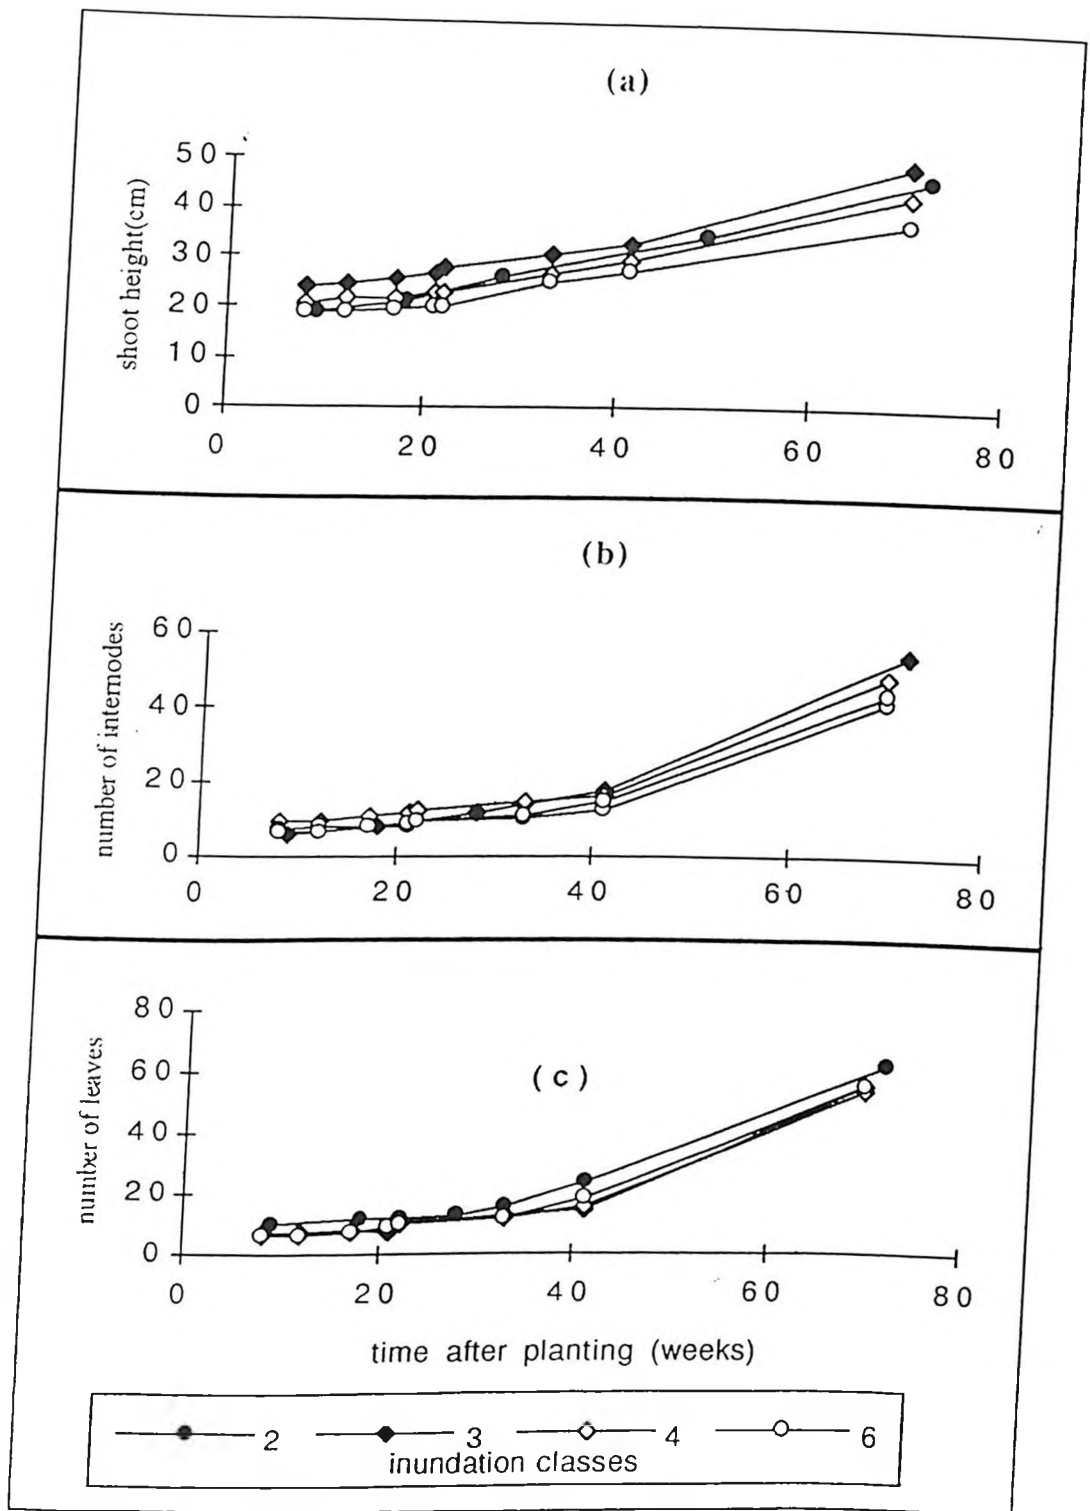 (a)
50
40
30
20
10
0
shoot height(cm)
0 20 40 60 80
(b)
60
40
20
0
number of internodes
0 20 40 60 80
(c)
80
60
40
20
0
number of leaves
0 20 40 60 80
time after planting (weeks)
2 3 4 6
inundation classes